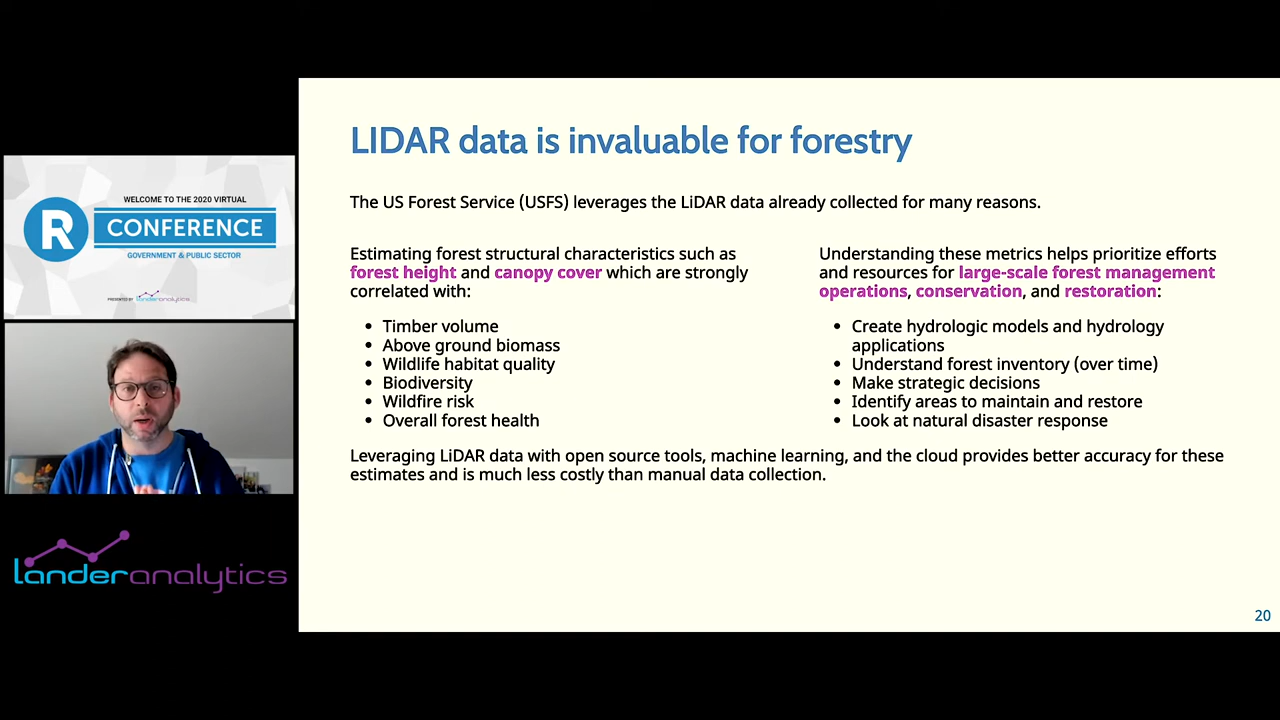 WELCOME TO THE 2020 VIRTUAL
R
CONFERENCE
GOVERNMENT & PUBLIC SECTOR
PRESENTED BY landeranalytics
landeranalytics
LIDAR data is invaluable for forestry
The US Forest Service (USFS) leverages the LiDAR data already collected for many reasons.
Estimating forest structural characteristics such as
forest height and canopy cover which are strongly
correlated with:
• Timber volume
• Above ground biomass
• Wildlife habitat quality
• Biodiversity
• Wildfire risk
• Overall forest health
Understanding these metrics helps prioritize efforts
and resources for large-scale forest management
operations, conservation, and restoration:
• Create hydrologic models and hydrology
applications
• Understand forest inventory (over time)
• Make strategic decisions
• Identify areas to maintain and restore
• Look at natural disaster response
Leveraging LiDAR data with open source tools, machine learning, and the cloud provides better accuracy for these
estimates and is much less costly than manual data collection.
20